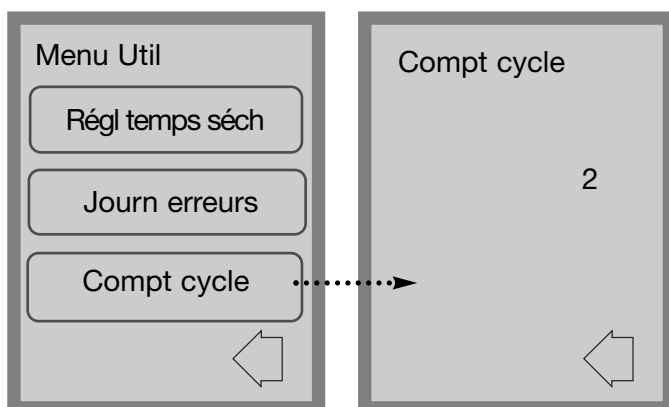 Menu Util
Régl temps séch
Journ erreurs
Compt cycle
Compt cycle
2